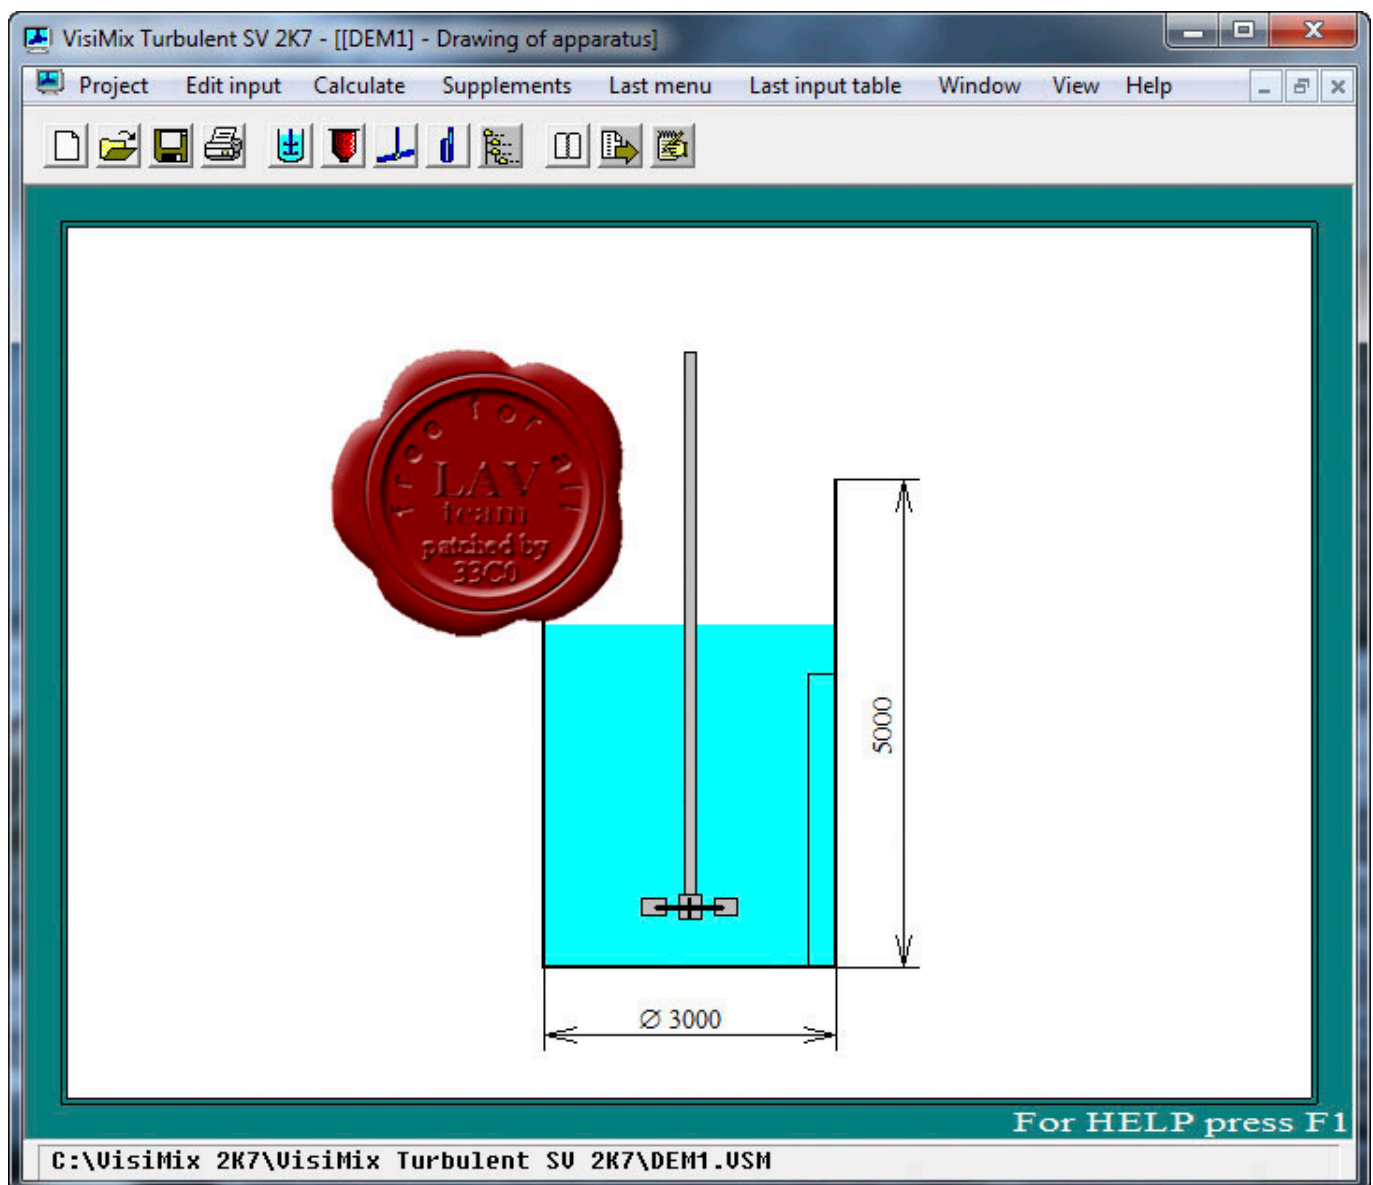 VisiMix Turbulent SV 2K7 - [[DEM1] - Drawing of apparatus]
Project Edit input Calculate Supplements Last menu Last input table Window View Help
free for all
LAV
team
patched by
33C0
5000
∅ 3000
For HELP press F1
C:\VisiMix 2K7\VisiMix Turbulent SV 2K7\DEM1.VSM